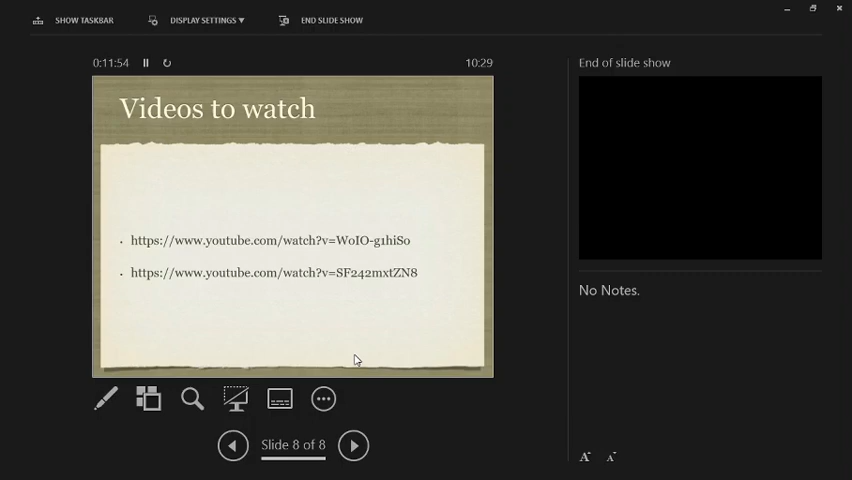 SHOW TASKBAR
DISPLAY SETTINGS ▼
END SLIDE SHOW
0:11:54
10:29
End of slide show
Videos to watch
• https://www.youtube.com/watch?v=WoIO-g1hiSo
• https://www.youtube.com/watch?v=SF242mxtZN8
No Notes.
Slide 8 of 8
A
A